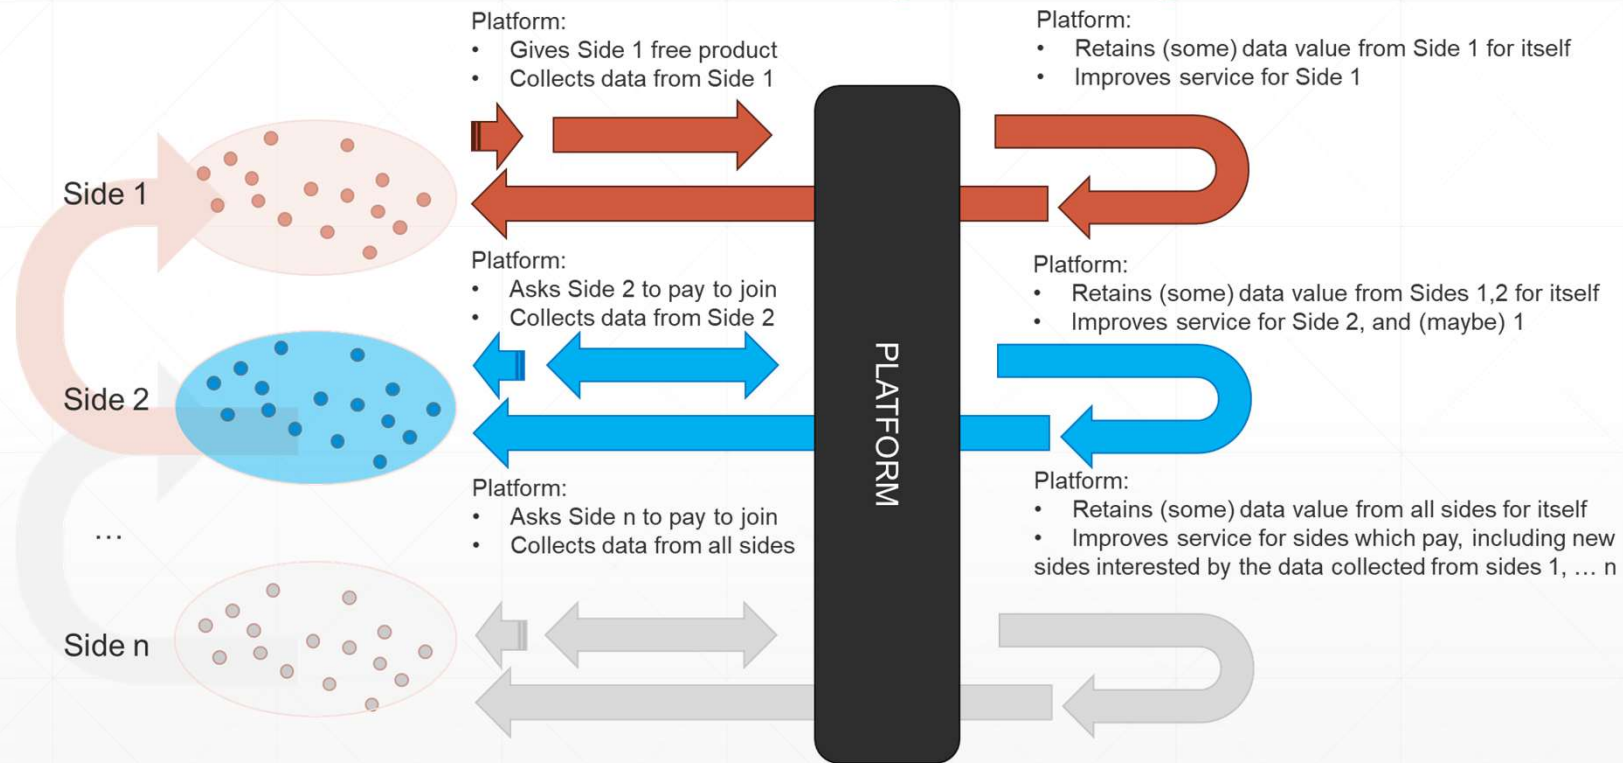 Platform:
• Gives Side 1 free product
• Collects data from Side 1
Platform:
• Retains (some) data value from Side 1 for itself
• Improves service for Side 1
Side 1
Platform:
• Asks Side 2 to pay to join
• Collects data from Side 2
Platform:
• Retains (some) data value from Sides 1,2 for itself
• Improves service for Side 2, and (maybe) 1
Side 2
PLATFORM
Platform:
• Asks Side n to pay to join
• Collects data from all sides
Platform:
• Retains (some) data value from all sides for itself
• Improves service for sides which pay, including new
sides interested by the data collected from sides 1, … n
…
Side n